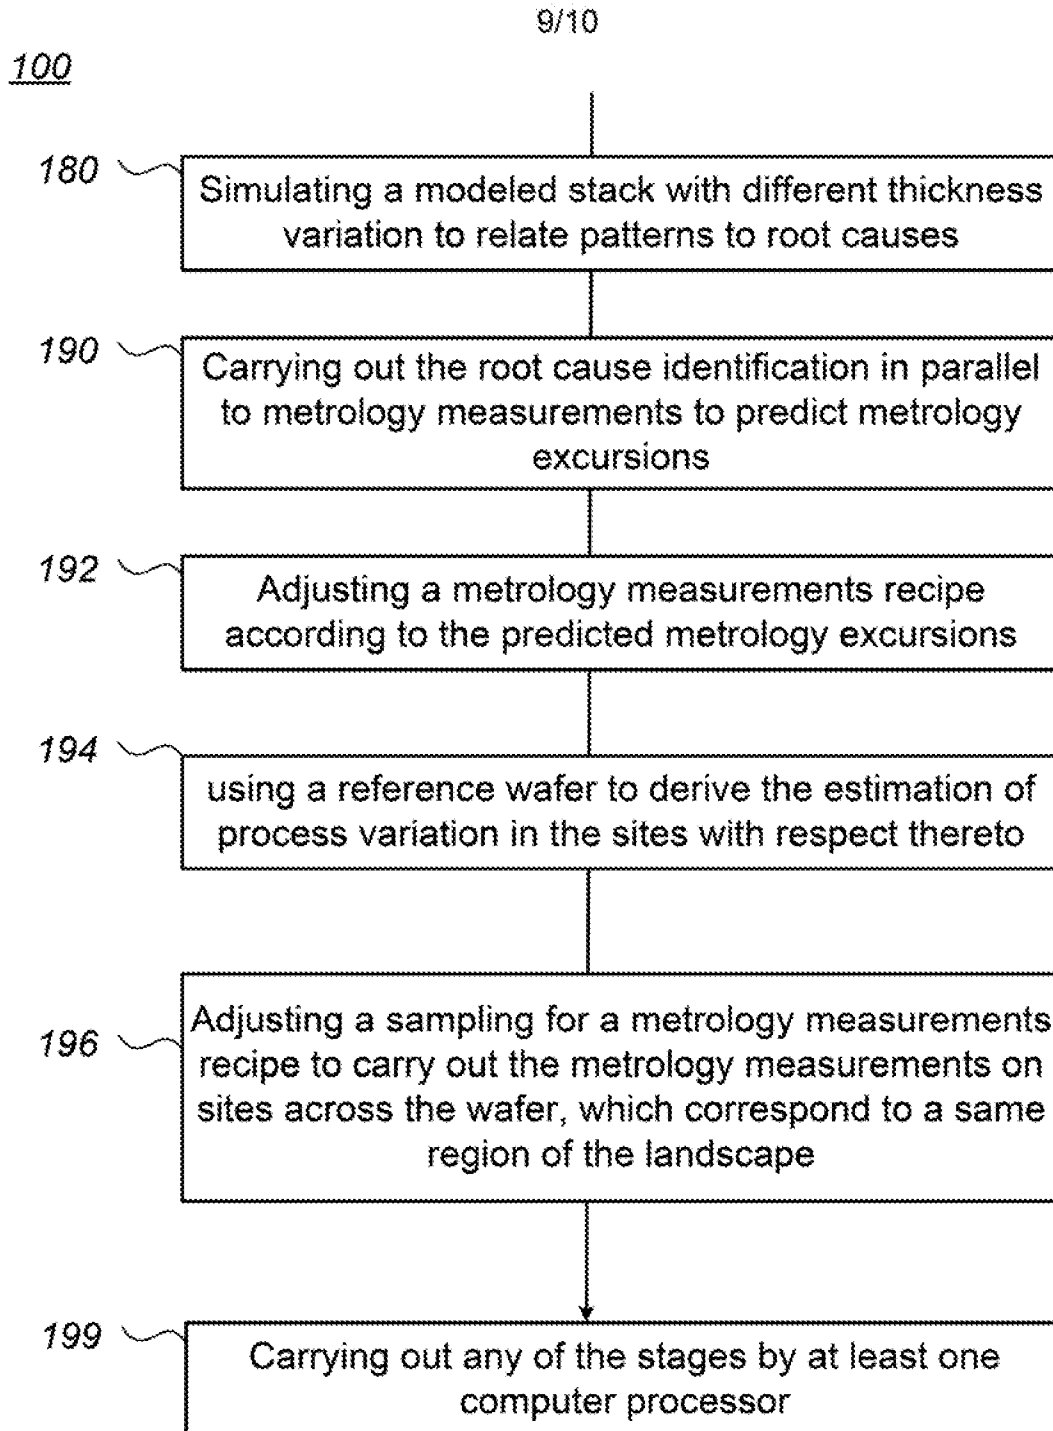 9/10
100
180
Simulating a modeled stack with different thickness
variation to relate patterns to root causes
190
Carrying out the root cause identification in parallel
to metrology measurements to predict metrology
excursions
192
Adjusting a metrology measurements recipe
according to the predicted metrology excursions
194
using a reference wafer to derive the estimation of
process variation in the sites with respect thereto
196
Adjusting a sampling for a metrology measurements
recipe to carry out the metrology measurements on
sites across the wafer, which correspond to a same
region of the landscape
199
Carrying out any of the stages by at least one
computer processor